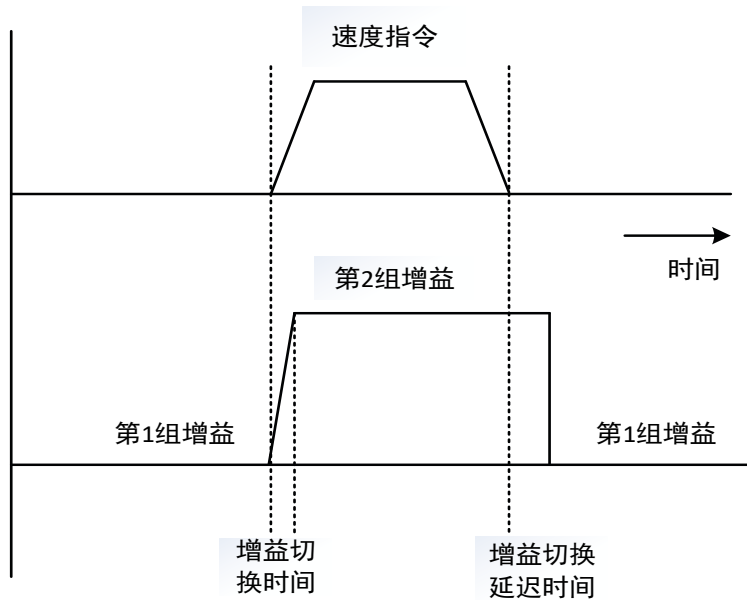 速度指令
时间
第2组增益
第1组增益
第1组增益
增益切
换时间
增益切换
延迟时间